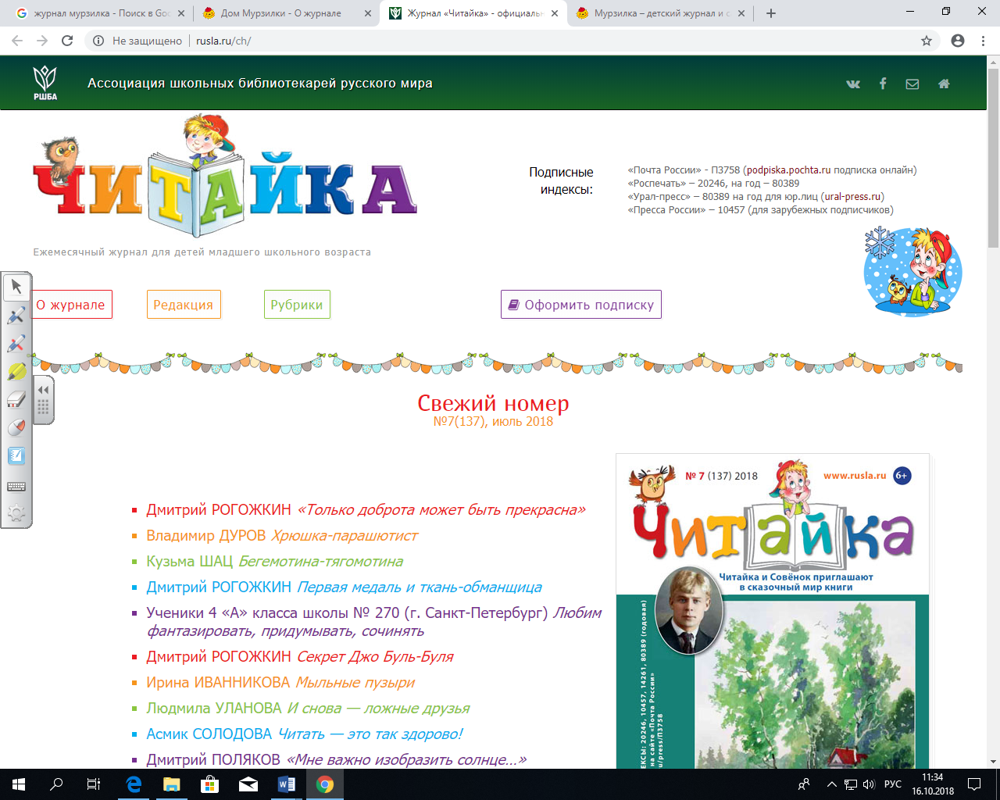 журнал мурзилка - Поиск в Goo
Дом Мурзилки - О журнале
Журнал «Читайка» - официальн
Мурзилка – детский журнал и с
Не защищено
rusla.ru/ch/
РШБА
Ассоциация школьных библиотекарей русского мира
ЧИТАЙКА
Подписные
индексы:
«Почта России» - П3758 (podpiska.pochta.ru подписка онлайн)
«Роспечать» – 20246, на год – 80389
«Урал-пресс» – 80389 на год для юр.лиц (ural-press.ru)
«Пресса России» – 10457 (для зарубежных подписчиков)
Ежемесячный журнал для детей младшего школьного возраста
О журнале
Редакция
Рубрики
Оформить подписку
Свежий номер
№7(137), июль 2018
Дмитрий РОГОЖКИН «Только доброта может быть прекрасна»
Владимир ДУРОВ Хрюшка-парашютист
Кузьма ШАЦ Бегемотина-тягомотина
Дмитрий РОГОЖКИН Первая медаль и ткань-обманщица
Ученики 4 «А» класса школы № 270 (г. Санкт-Петербург) Любим
фантазировать, придумывать, сочинять
Дмитрий РОГОЖКИН Секрет Джо Буль-Буля
Ирина ИВАННИКОВА Мыльные пузыри
Людмила УЛАНОВА И снова — ложные друзья
Асмик СОЛОДОВА Читать — это так здорово!
Дмитрий ПОЛЯКОВ «Мне важно изобразить солнце...»
№ 7 (137) 2018
www.rusla.ru
6+
Читайка
Читайка и Совёнок приглашают
в сказочный мир книги
ЕКСЫ: 20246, 10457, 14261, 80389 (годовая)
на сайте «Почта России»
u/press/П3758
РУС
11:34
16.10.2018